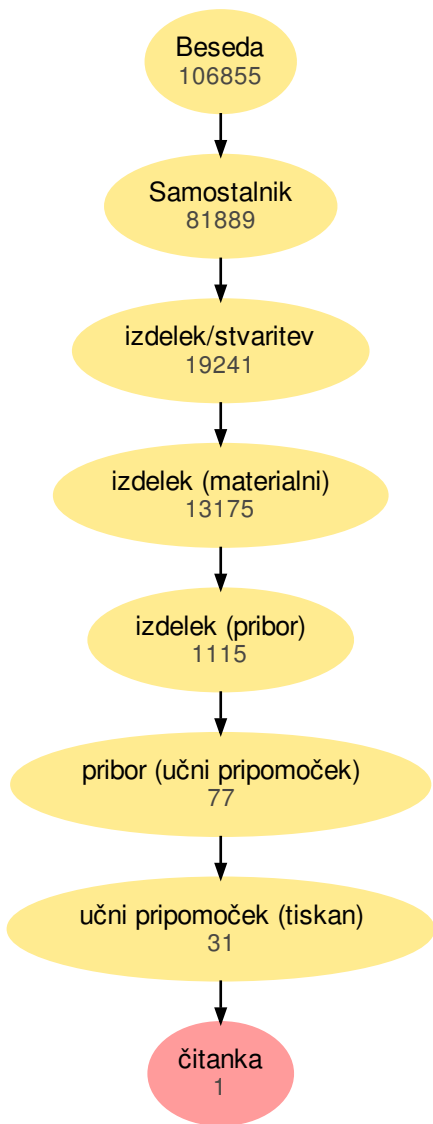 Beseda
106855
Samostalnik
81889
izdelek/stvaritev
19241
izdelek (materialni)
13175
izdelek (pribor)
1115
pribor (učni pripomoček)
77
učni pripomoček (tiskan)
31
čitanka
1